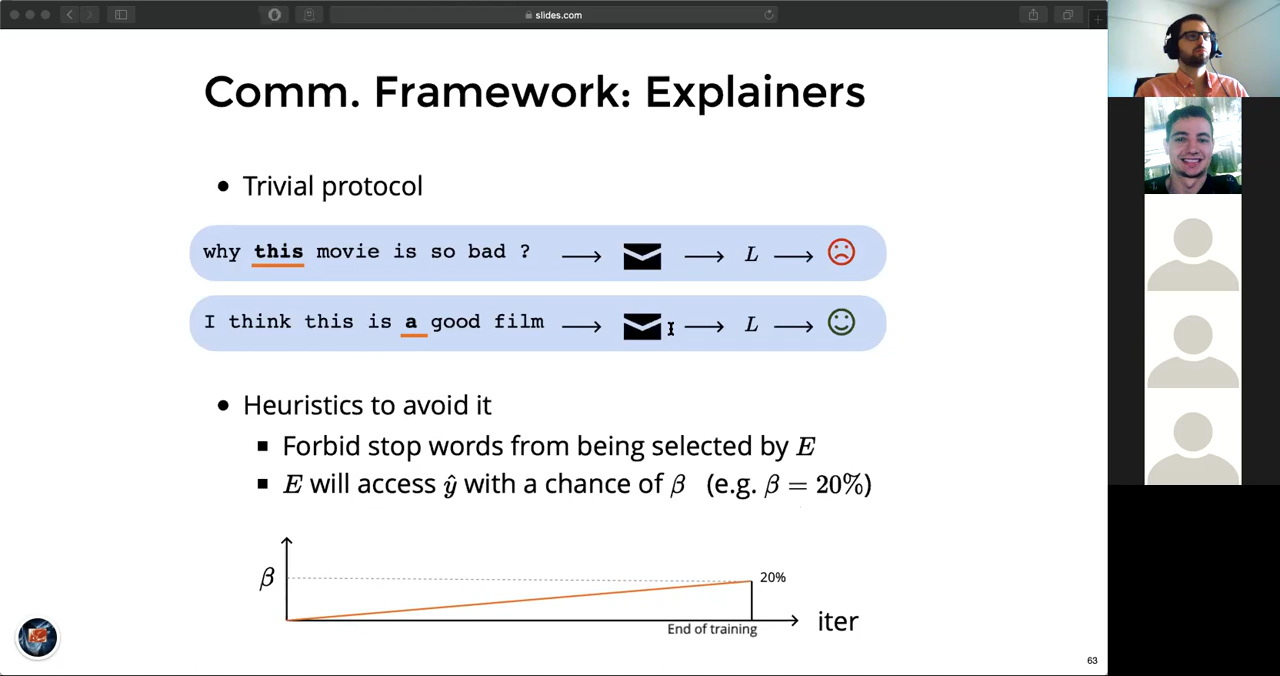 slides.com
Comm. Framework: Explainers
• Trivial protocol
why this movie is so bad ? → → L →
I think this is a good film → → L →
• Heuristics to avoid it
▪ Forbid stop words from being selected by E
▪ E will access ŷ with a chance of β (e.g. β = 20%)
β
20%
End of training
iter
63